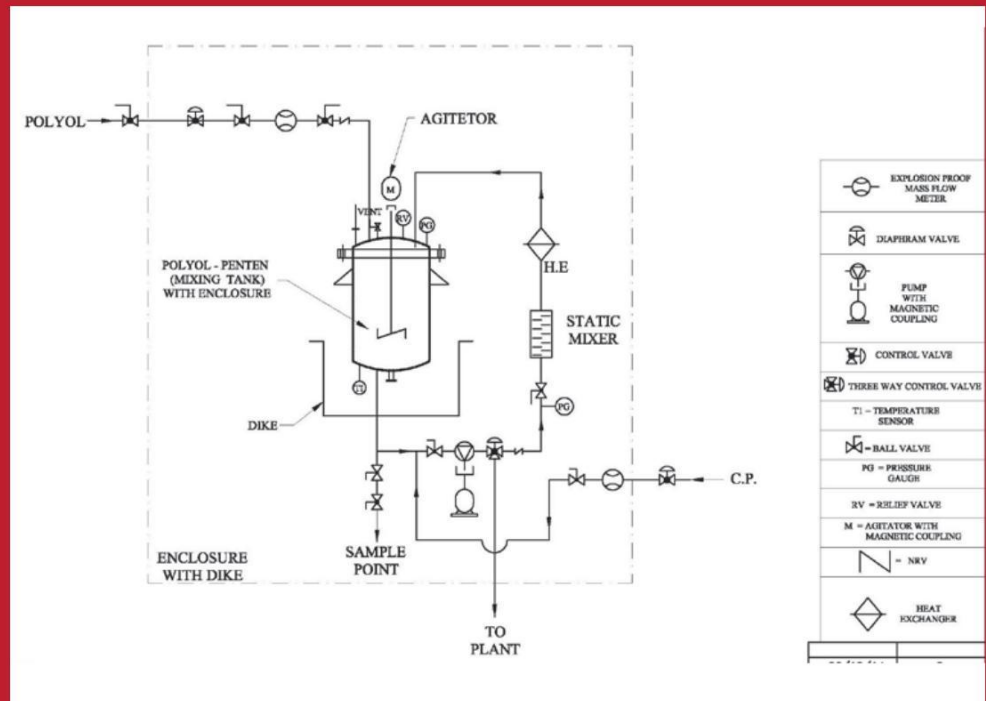 POLYOL
AGITETOR
M
VENT
RV
PG
POLYOL - PENTEN
(MIXING TANK)
WITH ENCLOSURE
H.E
STATIC
MIXER
TI
PG
DIKE
C.P.
SAMPLE
POINT
ENCLOSURE
WITH DIKE
TO
PLANT
EXPLOSION PROOF
MASS FLOW
METER
DIAPHRAM VALVE
PUMP
WITH
MAGNETIC
COUPLING
CONTROL VALVE
THREE WAY CONTROL VALVE
T1 - TEMPERATURE
SENSOR
= BALL VALVE
PG = PRESSURE
GAUGE
RV = RELIEF VALVE
M = AGITATOR WITH
MAGNETIC COUPLING
= NRV
HEAT
EXCHANGER